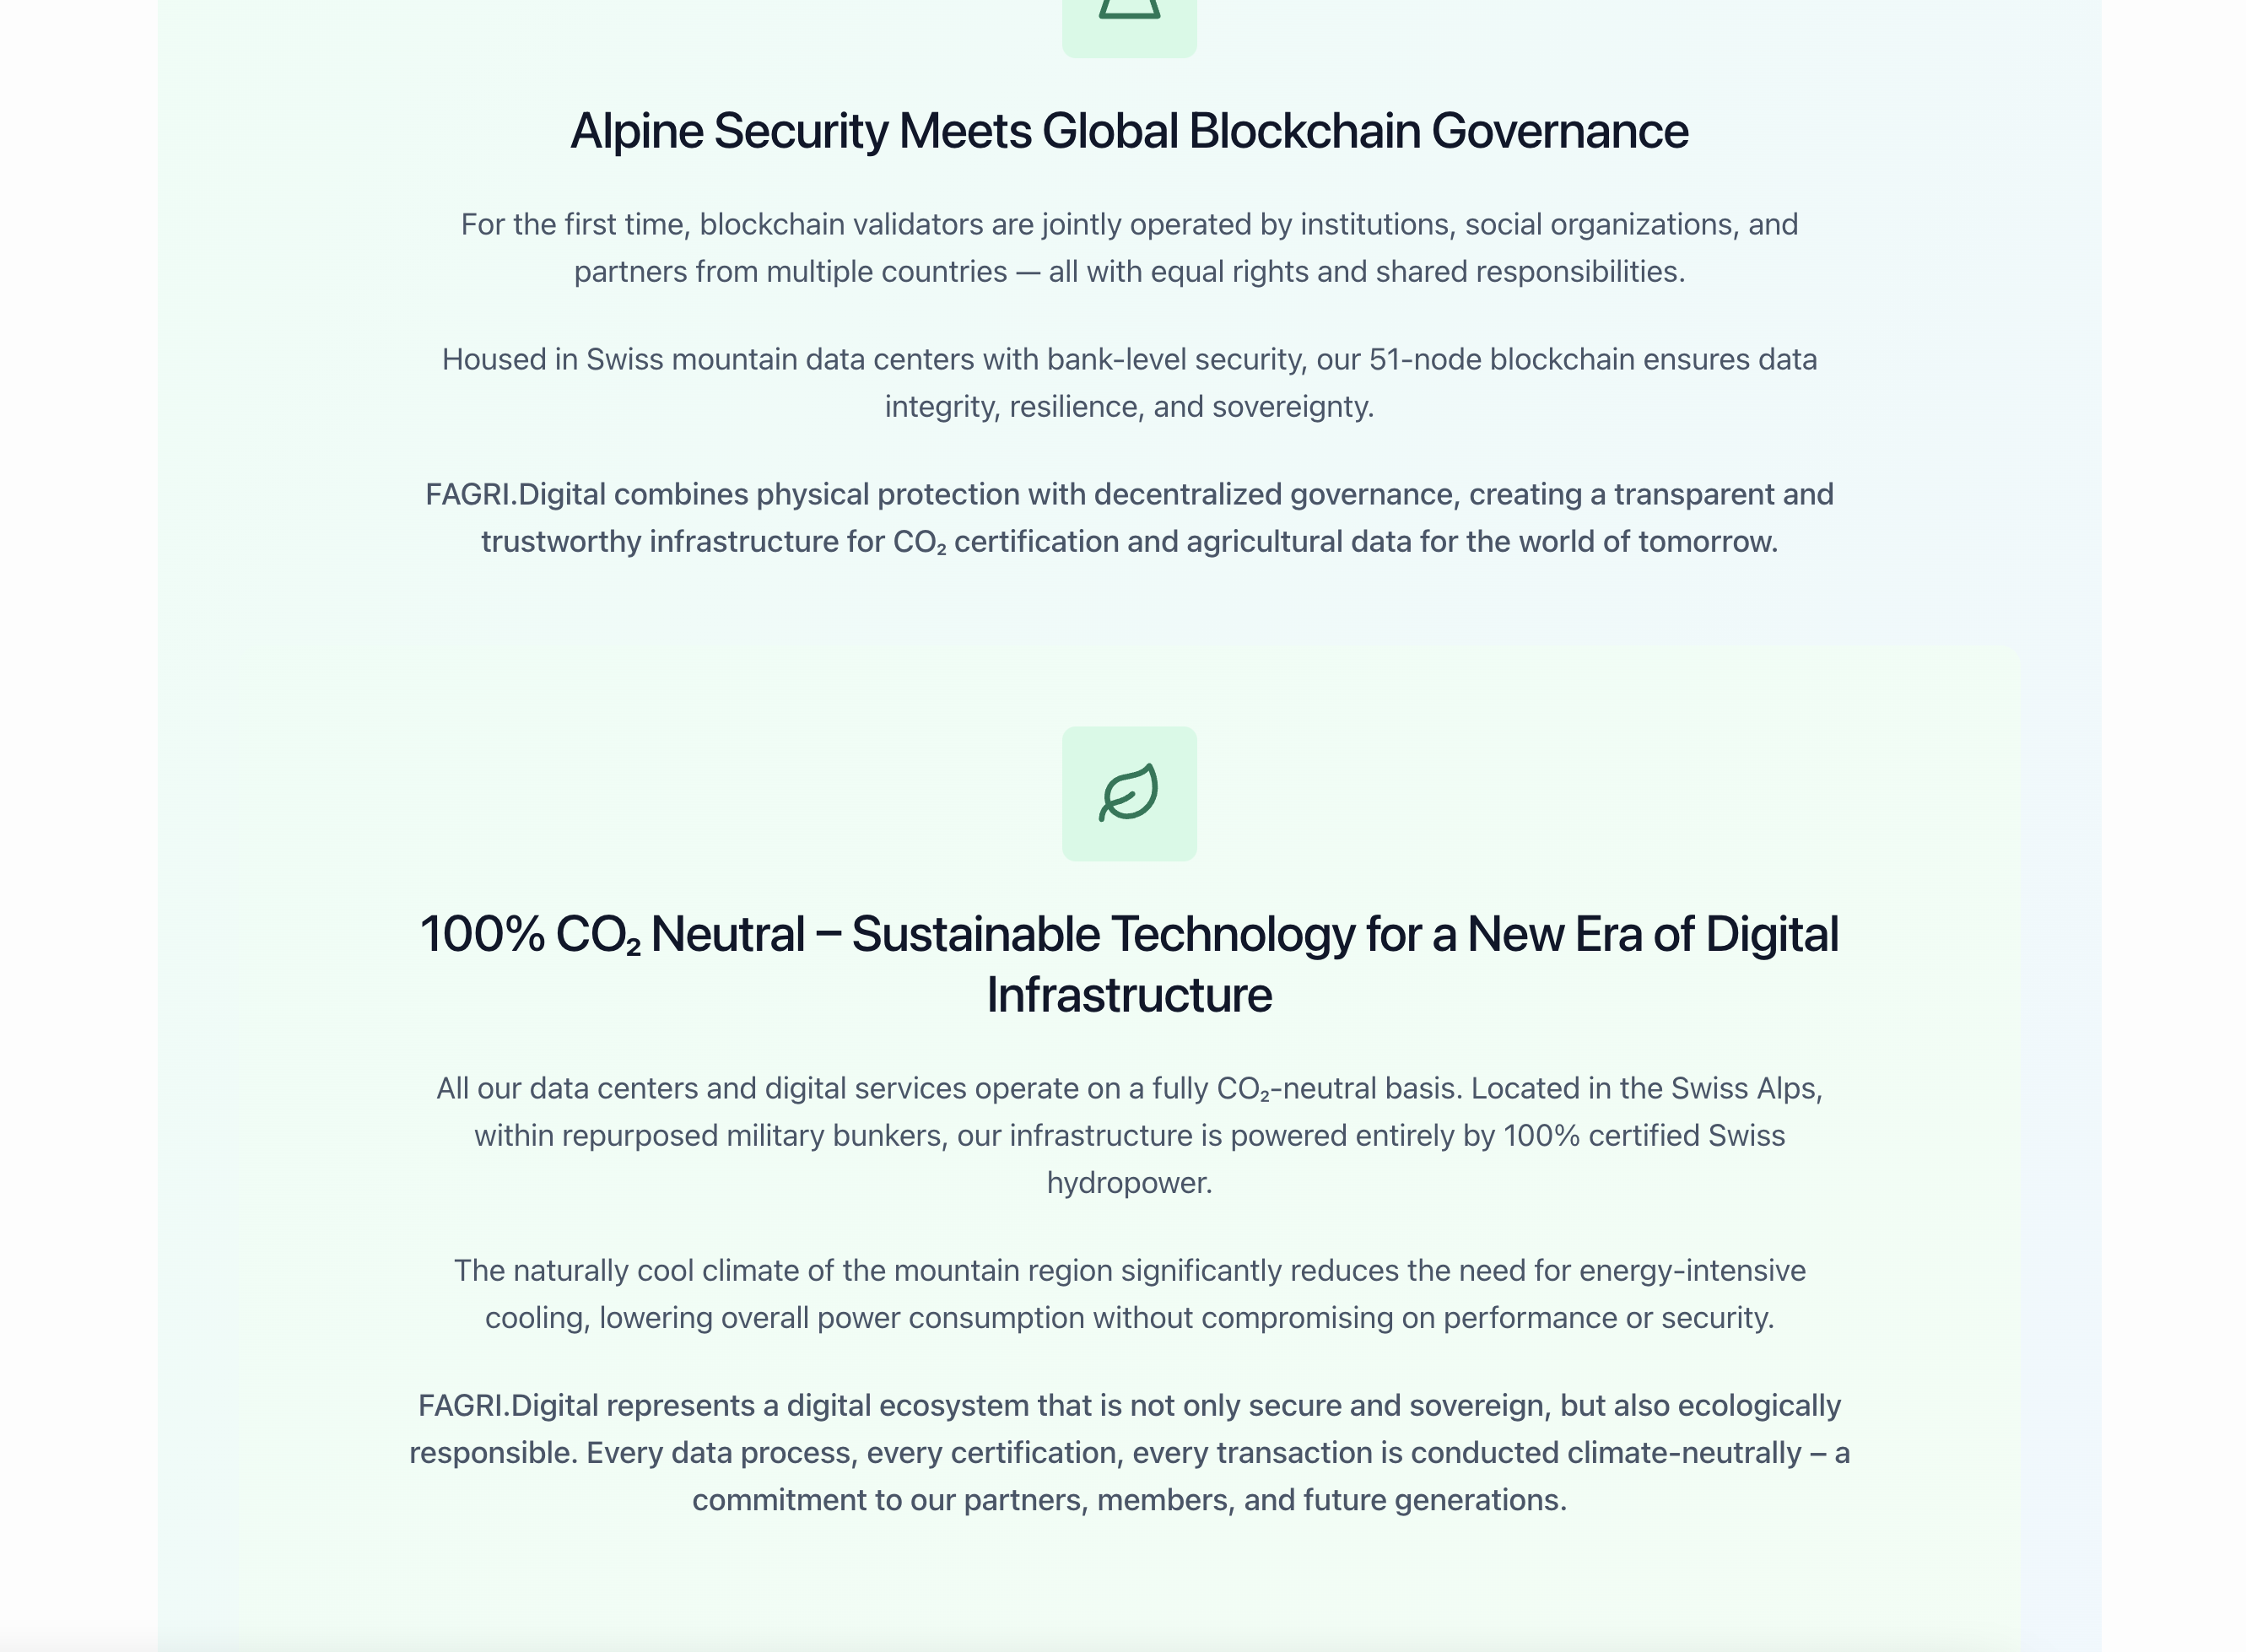 Alpine Security Meets Global Blockchain Governance
For the first time, blockchain validators are jointly operated by institutions, social organizations, and
partners from multiple countries — all with equal rights and shared responsibilities.
Housed in Swiss mountain data centers with bank-level security, our 51-node blockchain ensures data
integrity, resilience, and sovereignty.
FAGRI.Digital combines physical protection with decentralized governance, creating a transparent and
trustworthy infrastructure for CO₂ certification and agricultural data for the world of tomorrow.
100% CO₂ Neutral – Sustainable Technology for a New Era of Digital
Infrastructure
All our data centers and digital services operate on a fully CO₂-neutral basis. Located in the Swiss Alps,
within repurposed military bunkers, our infrastructure is powered entirely by 100% certified Swiss
hydropower.
The naturally cool climate of the mountain region significantly reduces the need for energy-intensive
cooling, lowering overall power consumption without compromising on performance or security.
FAGRI.Digital represents a digital ecosystem that is not only secure and sovereign, but also ecologically
responsible. Every data process, every certification, every transaction is conducted climate-neutrally – a
commitment to our partners, members, and future generations.